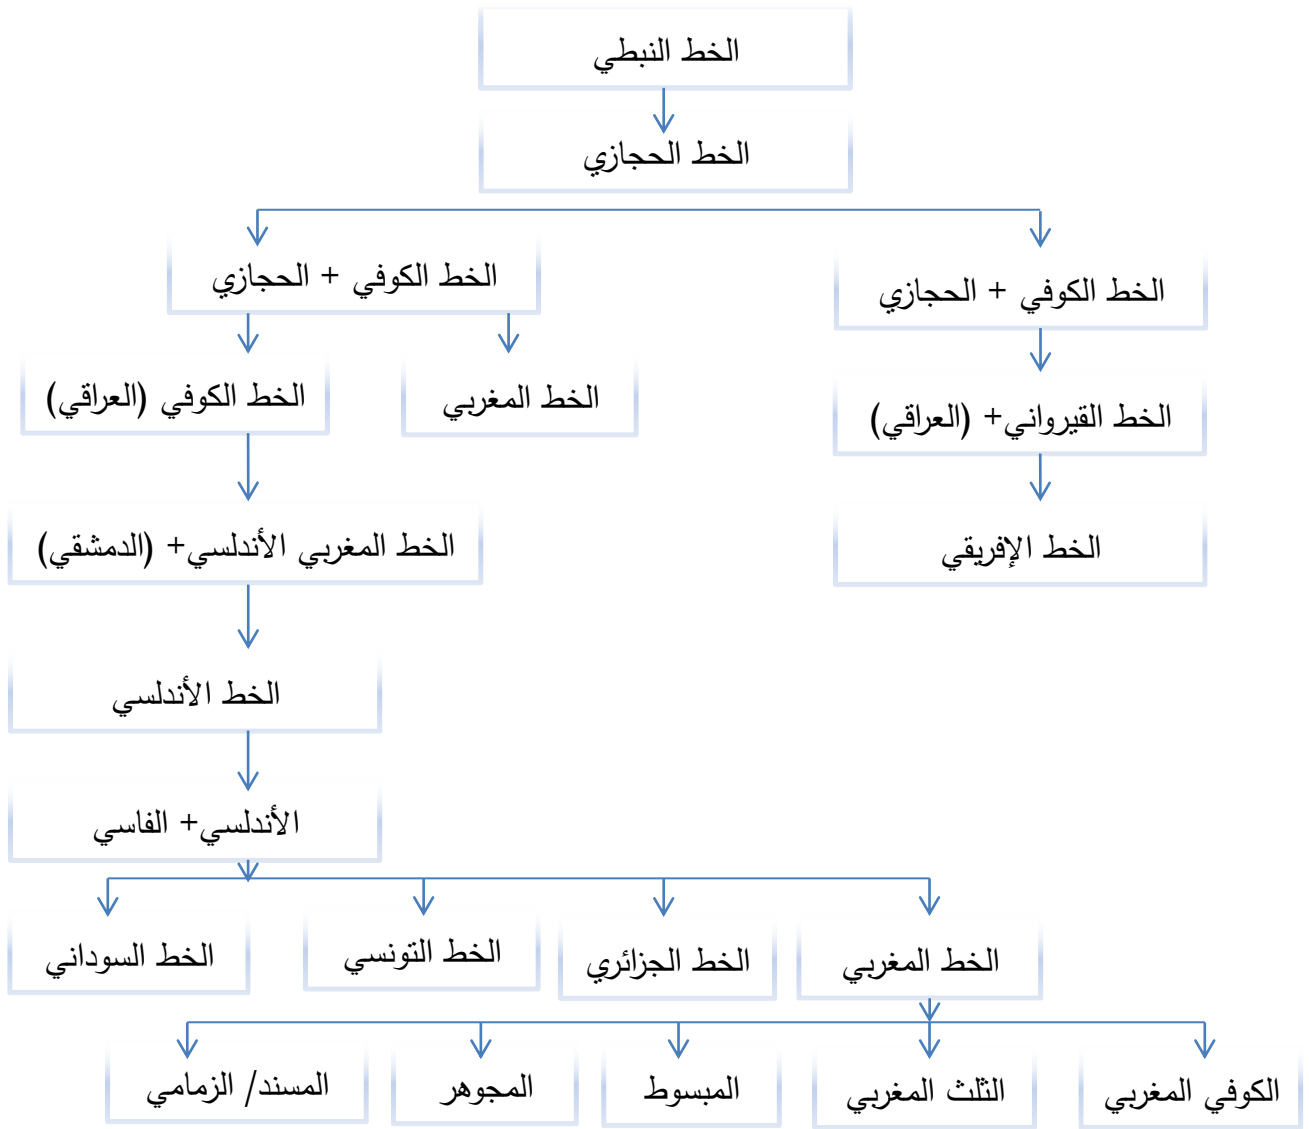 الخط النبطي
الخط الحجازي
الخط الكوفي + الحجازي
الخط الكوفي + الحجازي
الخط القيرواني+ (العراقي)
الخط المغربي
الخط الكوفي (العراقي)
الخط الإفريقي
الخط المغربي الأندلسي+ (الدمشقي)
الخط الأندلسي
الأندلسي+ الفاسي
الخط المغربي
الخط الجزائري
الخط التونسي
الخط السوداني
الكوفي المغربي
الثلث المغربي
المبسوط
المجوهر
المسند/ الزمامي